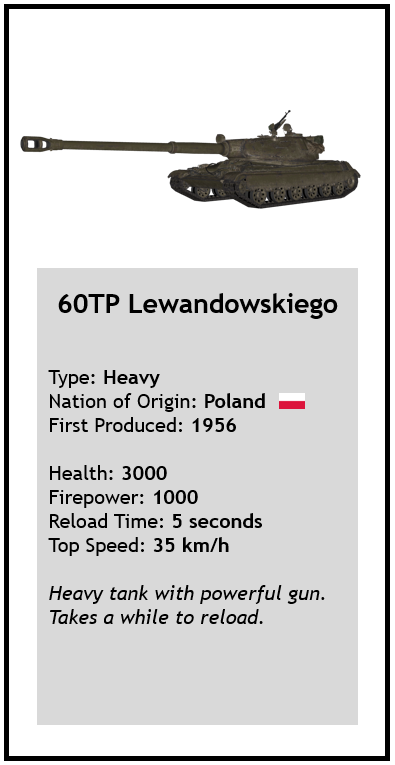 60TP Lewandowskiego
Type: Heavy
Nation of Origin: Poland
First Produced: 1956
Health: 3000
Firepower: 1000
Reload Time: 5 seconds
Top Speed: 35 km/h
Heavy tank with powerful gun.
Takes a while to reload.